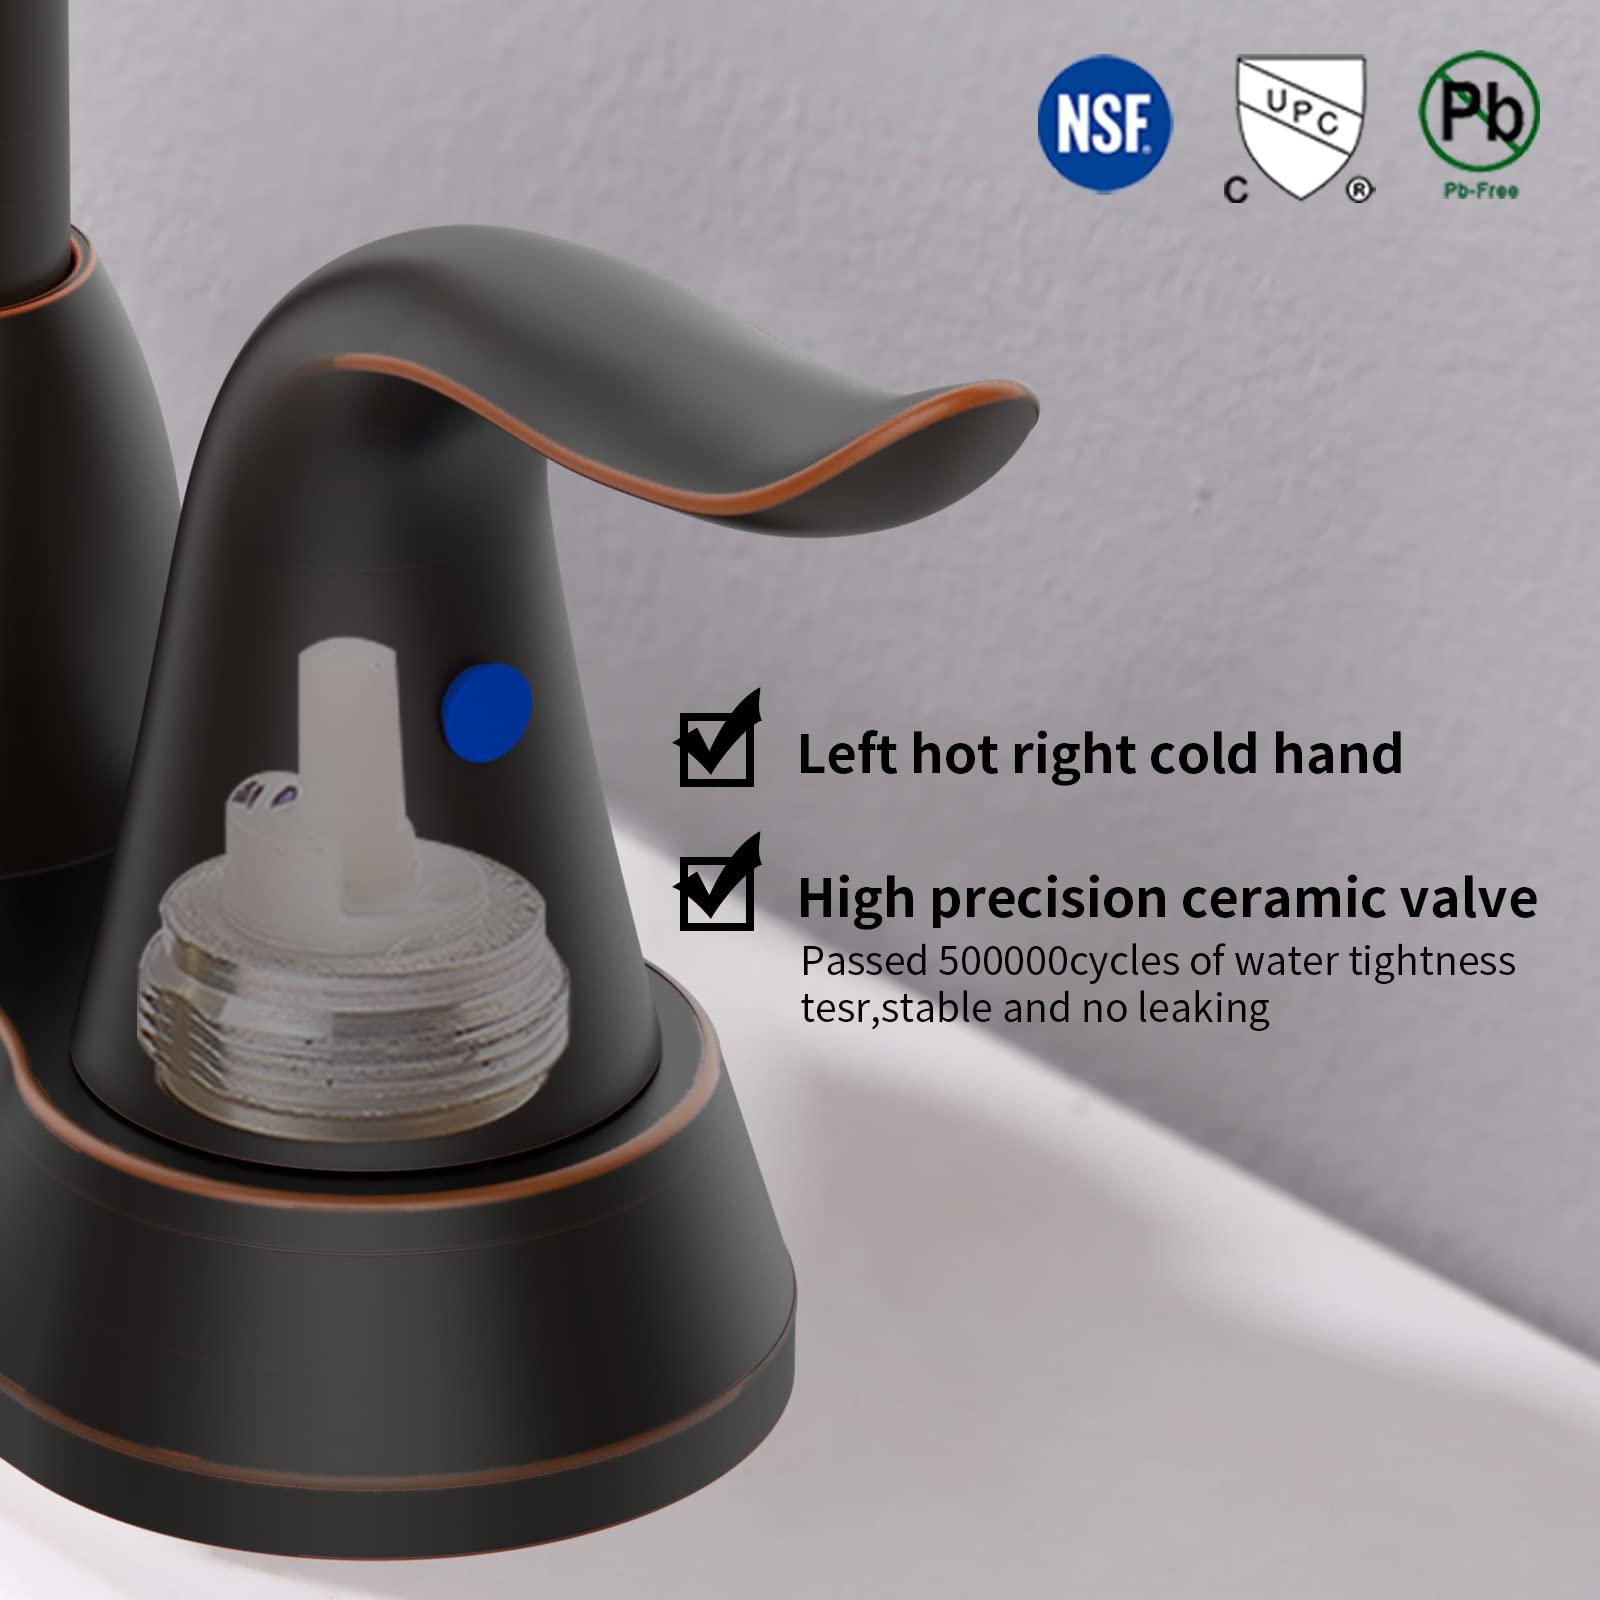 NSF.
UPC
C ®
Pb
Pb-Free
Left hot right cold hand
High precision ceramic valve
Passed 500000cycles of water tightness
tesr,stable and no leaking